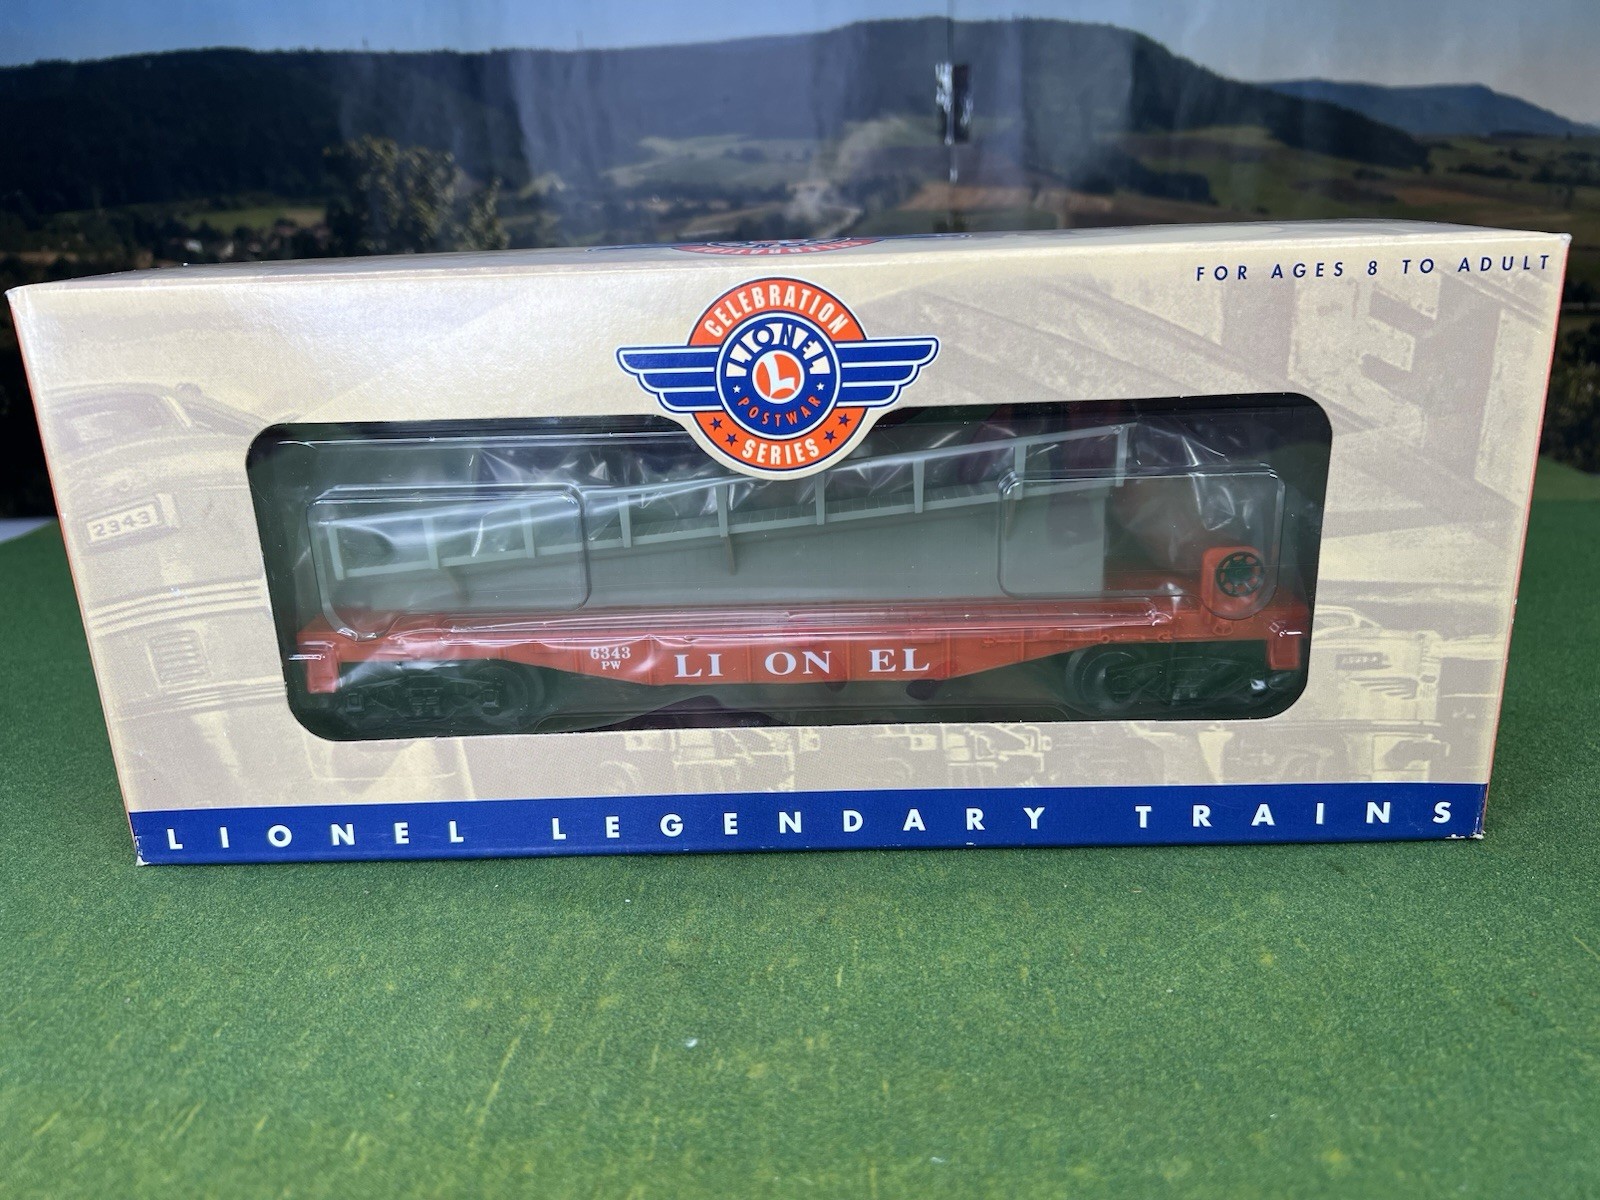 FOR AGES 8 TO ADULT
CELEBRATION
LIONEL
L
POSTWAR
SERIES
2343
6343
PW
LI ON EL
LIONEL LEGENDARY TRAINS